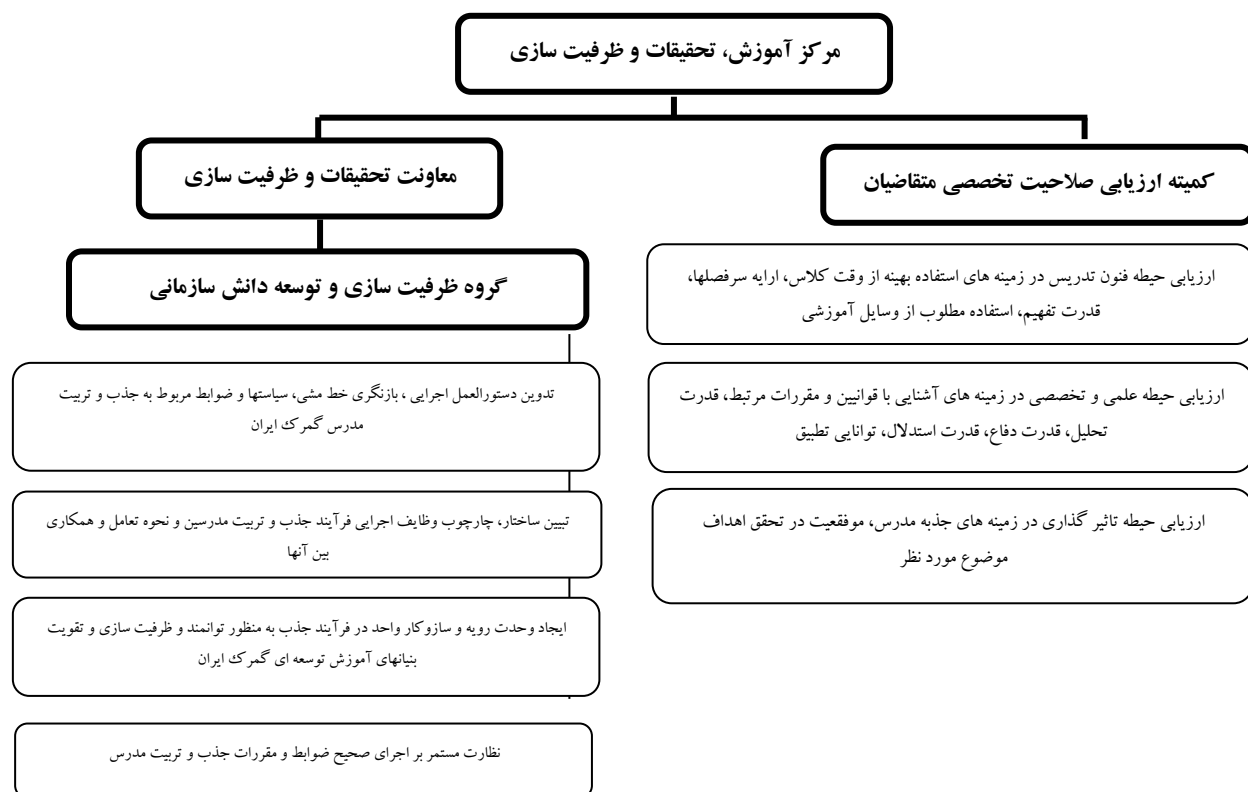 مرکز آموزش، تحقیقات و ظرفیت سازی
کمیته ارزیابی صلاحیت تخصصی متقاضیان
ارزیابی حیطه فنون تدریس در زمینه های استفاده بهینه از وقت کلاس، ارایه سرفصلها،
قدرت تفهیم، استفاده مطلوب از وسایل آموزشی
ارزیابی حیطه علمی و تخصصی در زمینه های آشنایی با قوانیین و مقررات مرتبط، قدرت
تحلیل، قدرت دفاع، قدرت استدلال، توانایی تطبیق
ارزیابی حیطه تاثیر گذاری در زمینه های جذبه مدرس، موفقعیت در تحقق اهداف
موضوع مورد نظر
معاونت تحقیقات و ظرفیت سازی
گروه ظرفیت سازی و توسعه دانش سازمانی
تدوین دستورالعمل اجرایی ، بازنگری خط مشی، سیاستها و ضوابط مربوط به جذب و تربیت
مدرس گمرک ایران
تبیین ساختار، چارچوب وظایف اجرایی فرآیند جذب و تربیت مدرسین و نحوه تعامل و همکاری
بین آنها
ایجاد وحدت رویه و سازوکار واحد در فرآیند جذب به منظور توانمند و ظرفیت سازی و تقویت
بنیانهای آموزش توسعه ای گمرک ایران
نظارت مستمر بر اجرای صحیح ضوابط و مقررات جذب و تربیت مدرس